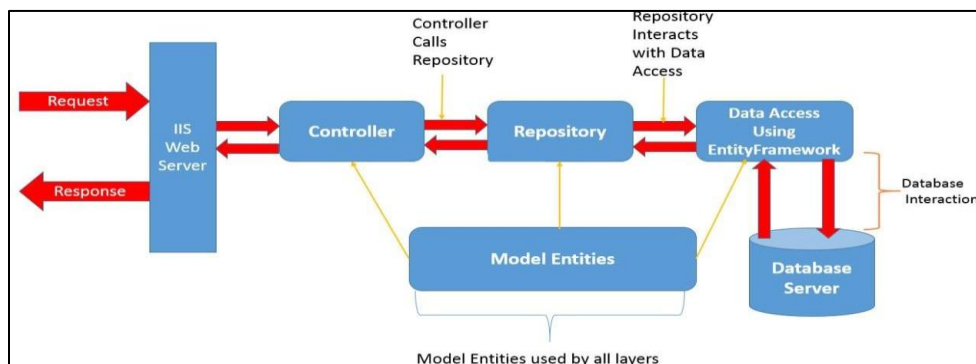 Controller
Calls
Repository
Repository
Interacts
with Data
Access
Request
Response
IIS
Web
Server
Controller
Repository
Data Access
Using
EntityFramework
Database
Interaction
Model Entities
Database
Server
Model Entities used by all layers